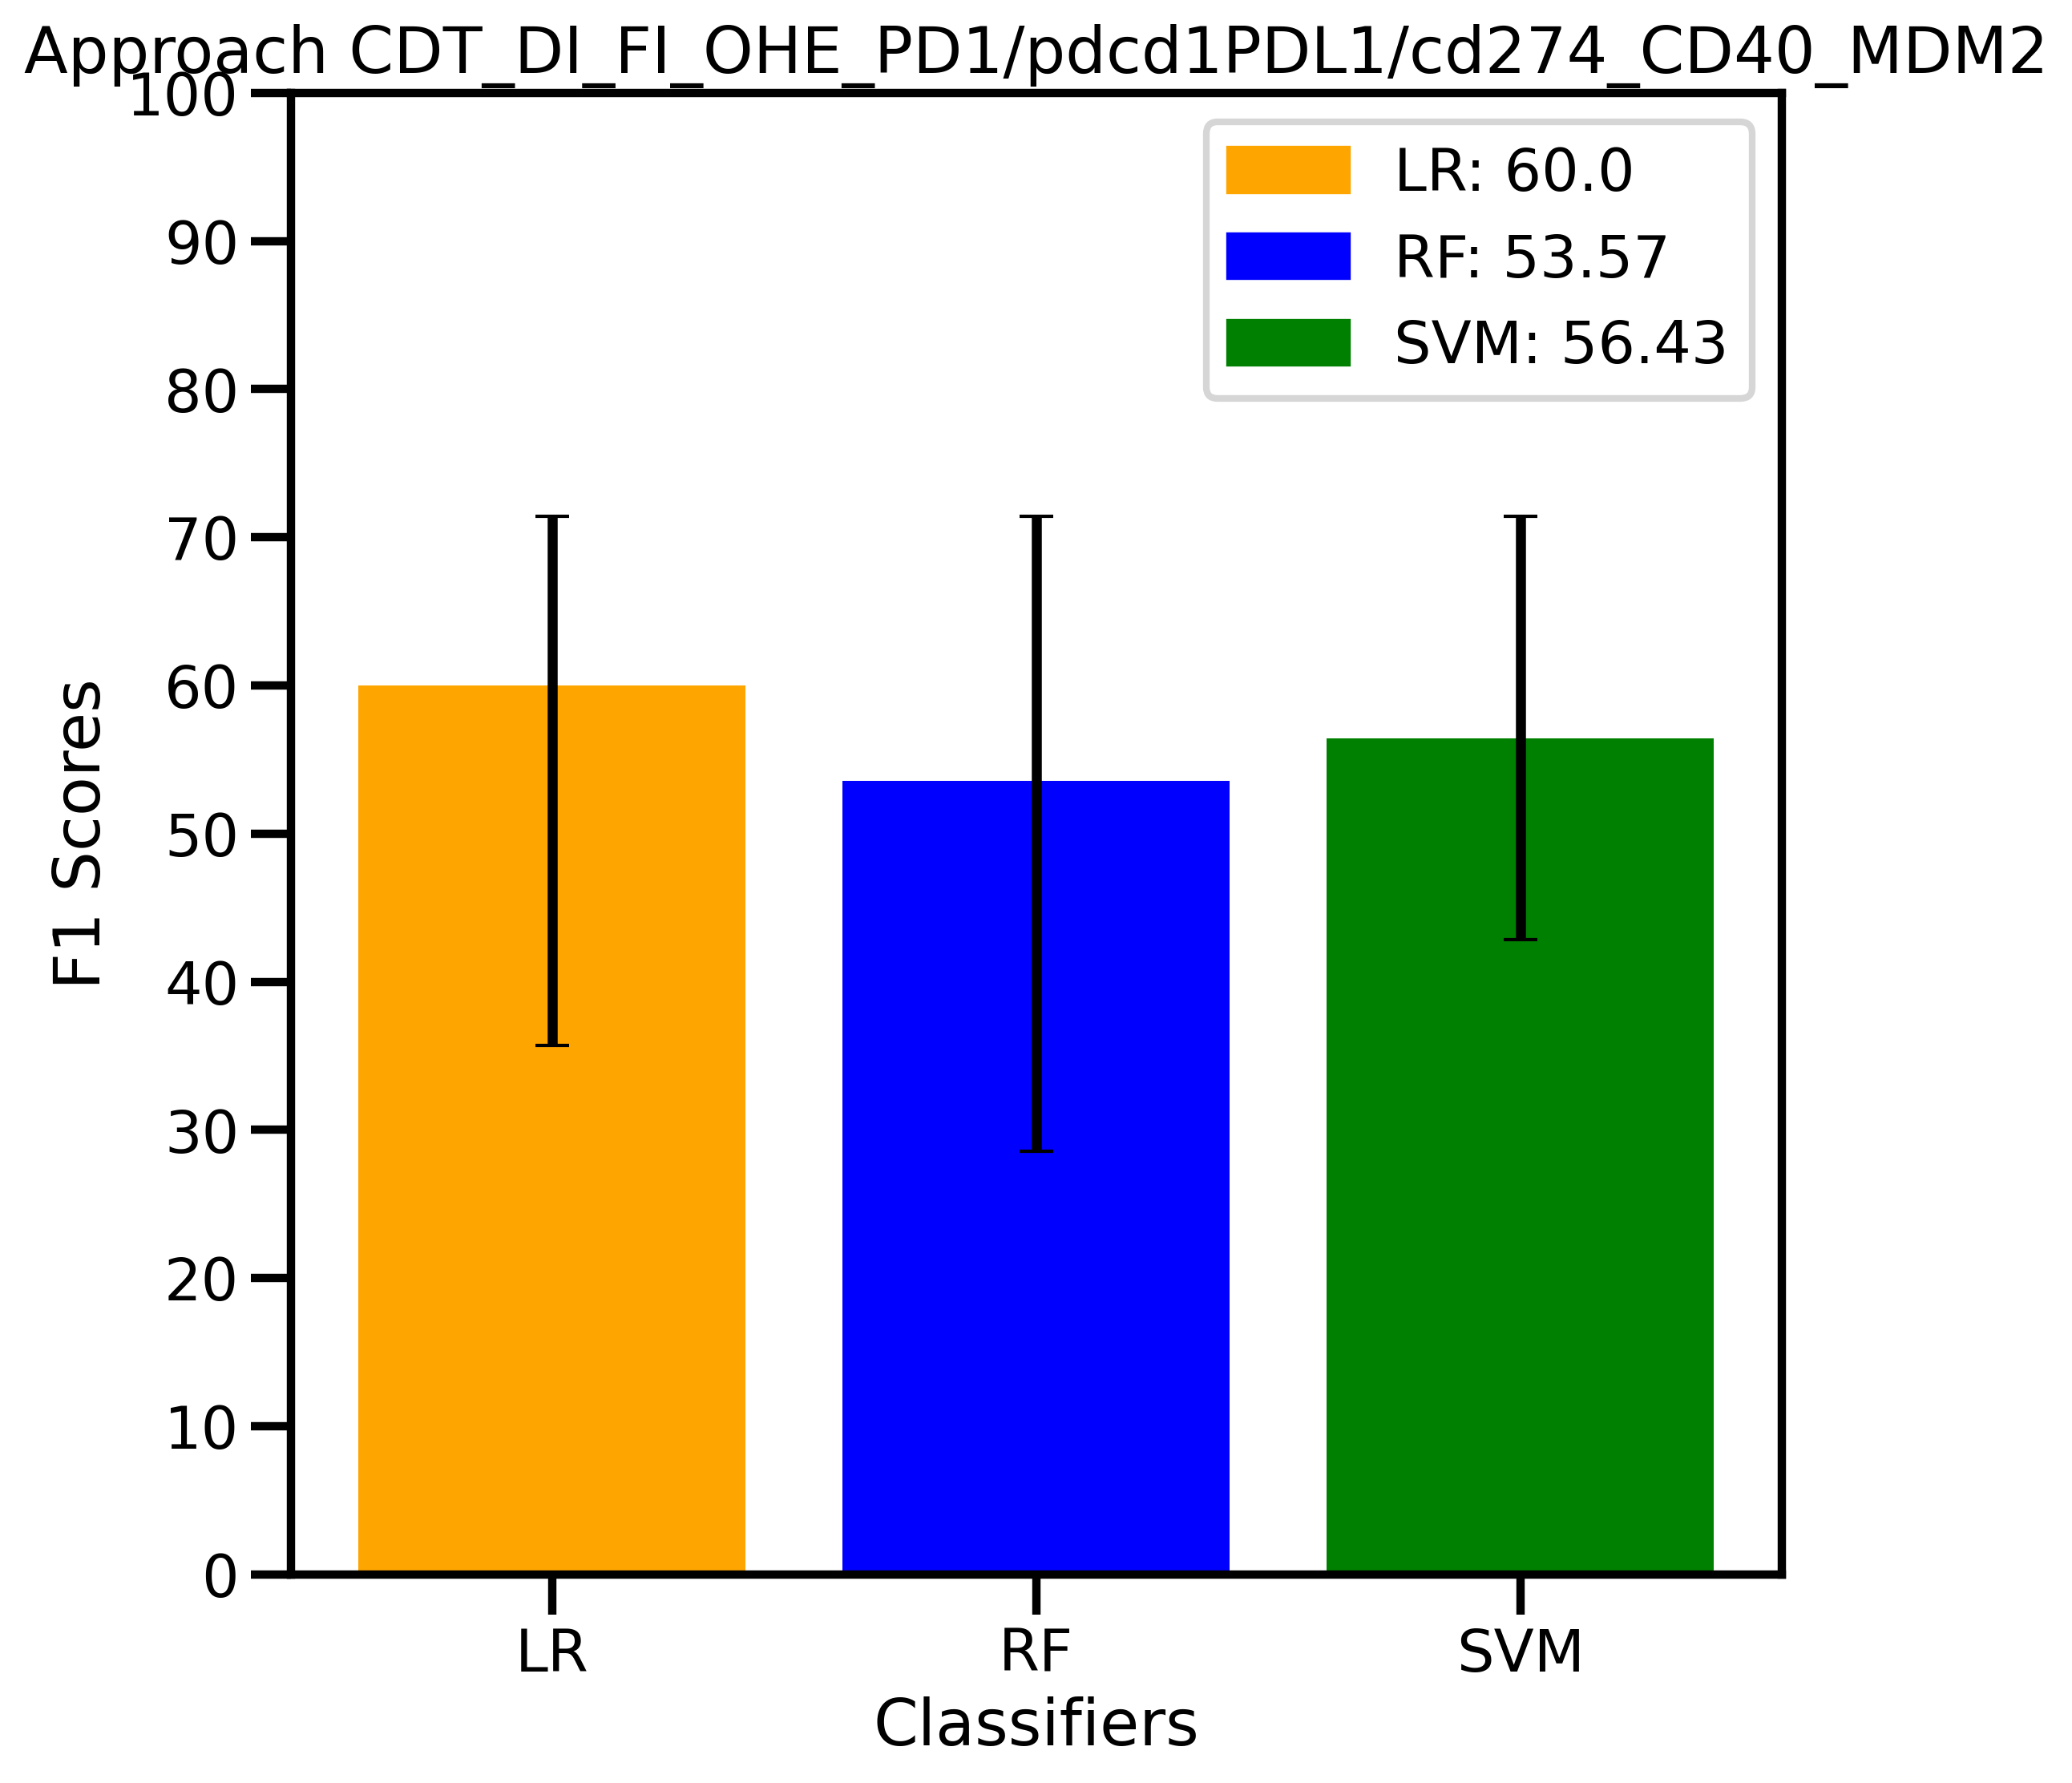 Approach CDT_DI_FI_OHE_PD1/pdcd1PDL1/cd274_CD40_MDM2
100
90
80
70
60
50
40
30
20
10
0
F1 Scores
LR: 60.0
RF: 53.57
SVM: 56.43
LR
RF
SVM
Classifiers